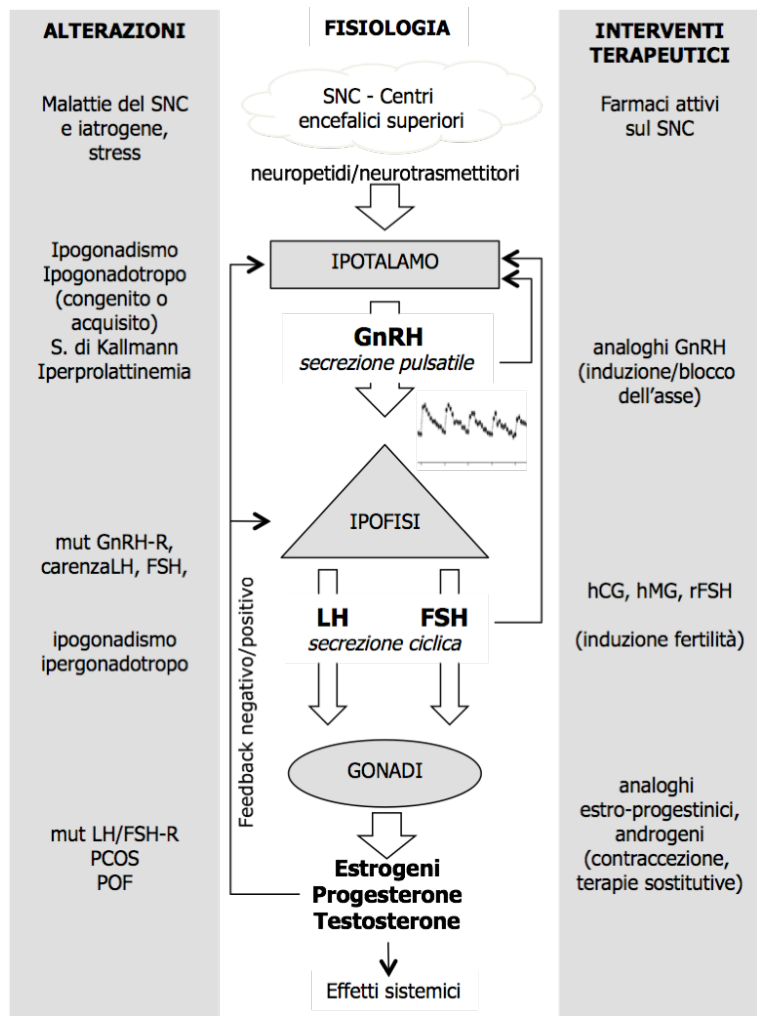 ALTERAZIONI
Malattie del SNC
e iatrogene,
stress
Ipogonadismo
Ipogonadotropo
(congenito o
acquisito)
S. di Kallmann
Iperprolattinemia
mut GnRH-R,
carenzaLH, FSH,
ipogonadismo
ipergonadotropo
mut LH/FSH-R
PCOS
POF
FISIOLOGIA
SNC - Centri
encefalici superiori
neuropetidi/neurotrasmettitori
IPOTALAMO
GnRH
secrezione pulsatile
IPOFISI
LH FSH
secrezione ciclica
Feedback negativo/positivo
GONADI
Estrogeni
Progesterone
Testosterone
Effetti sistemici
INTERVENTI
TERAPEUTICI
Farmaci attivi
sul SNC
analoghi GnRH
(induzione/blocco
dell'asse)
hCG, hMG, rFSH
(induzione fertilità)
analoghi
estro-progestinici,
androgeni
(contraccezione,
terapie sostitutive)